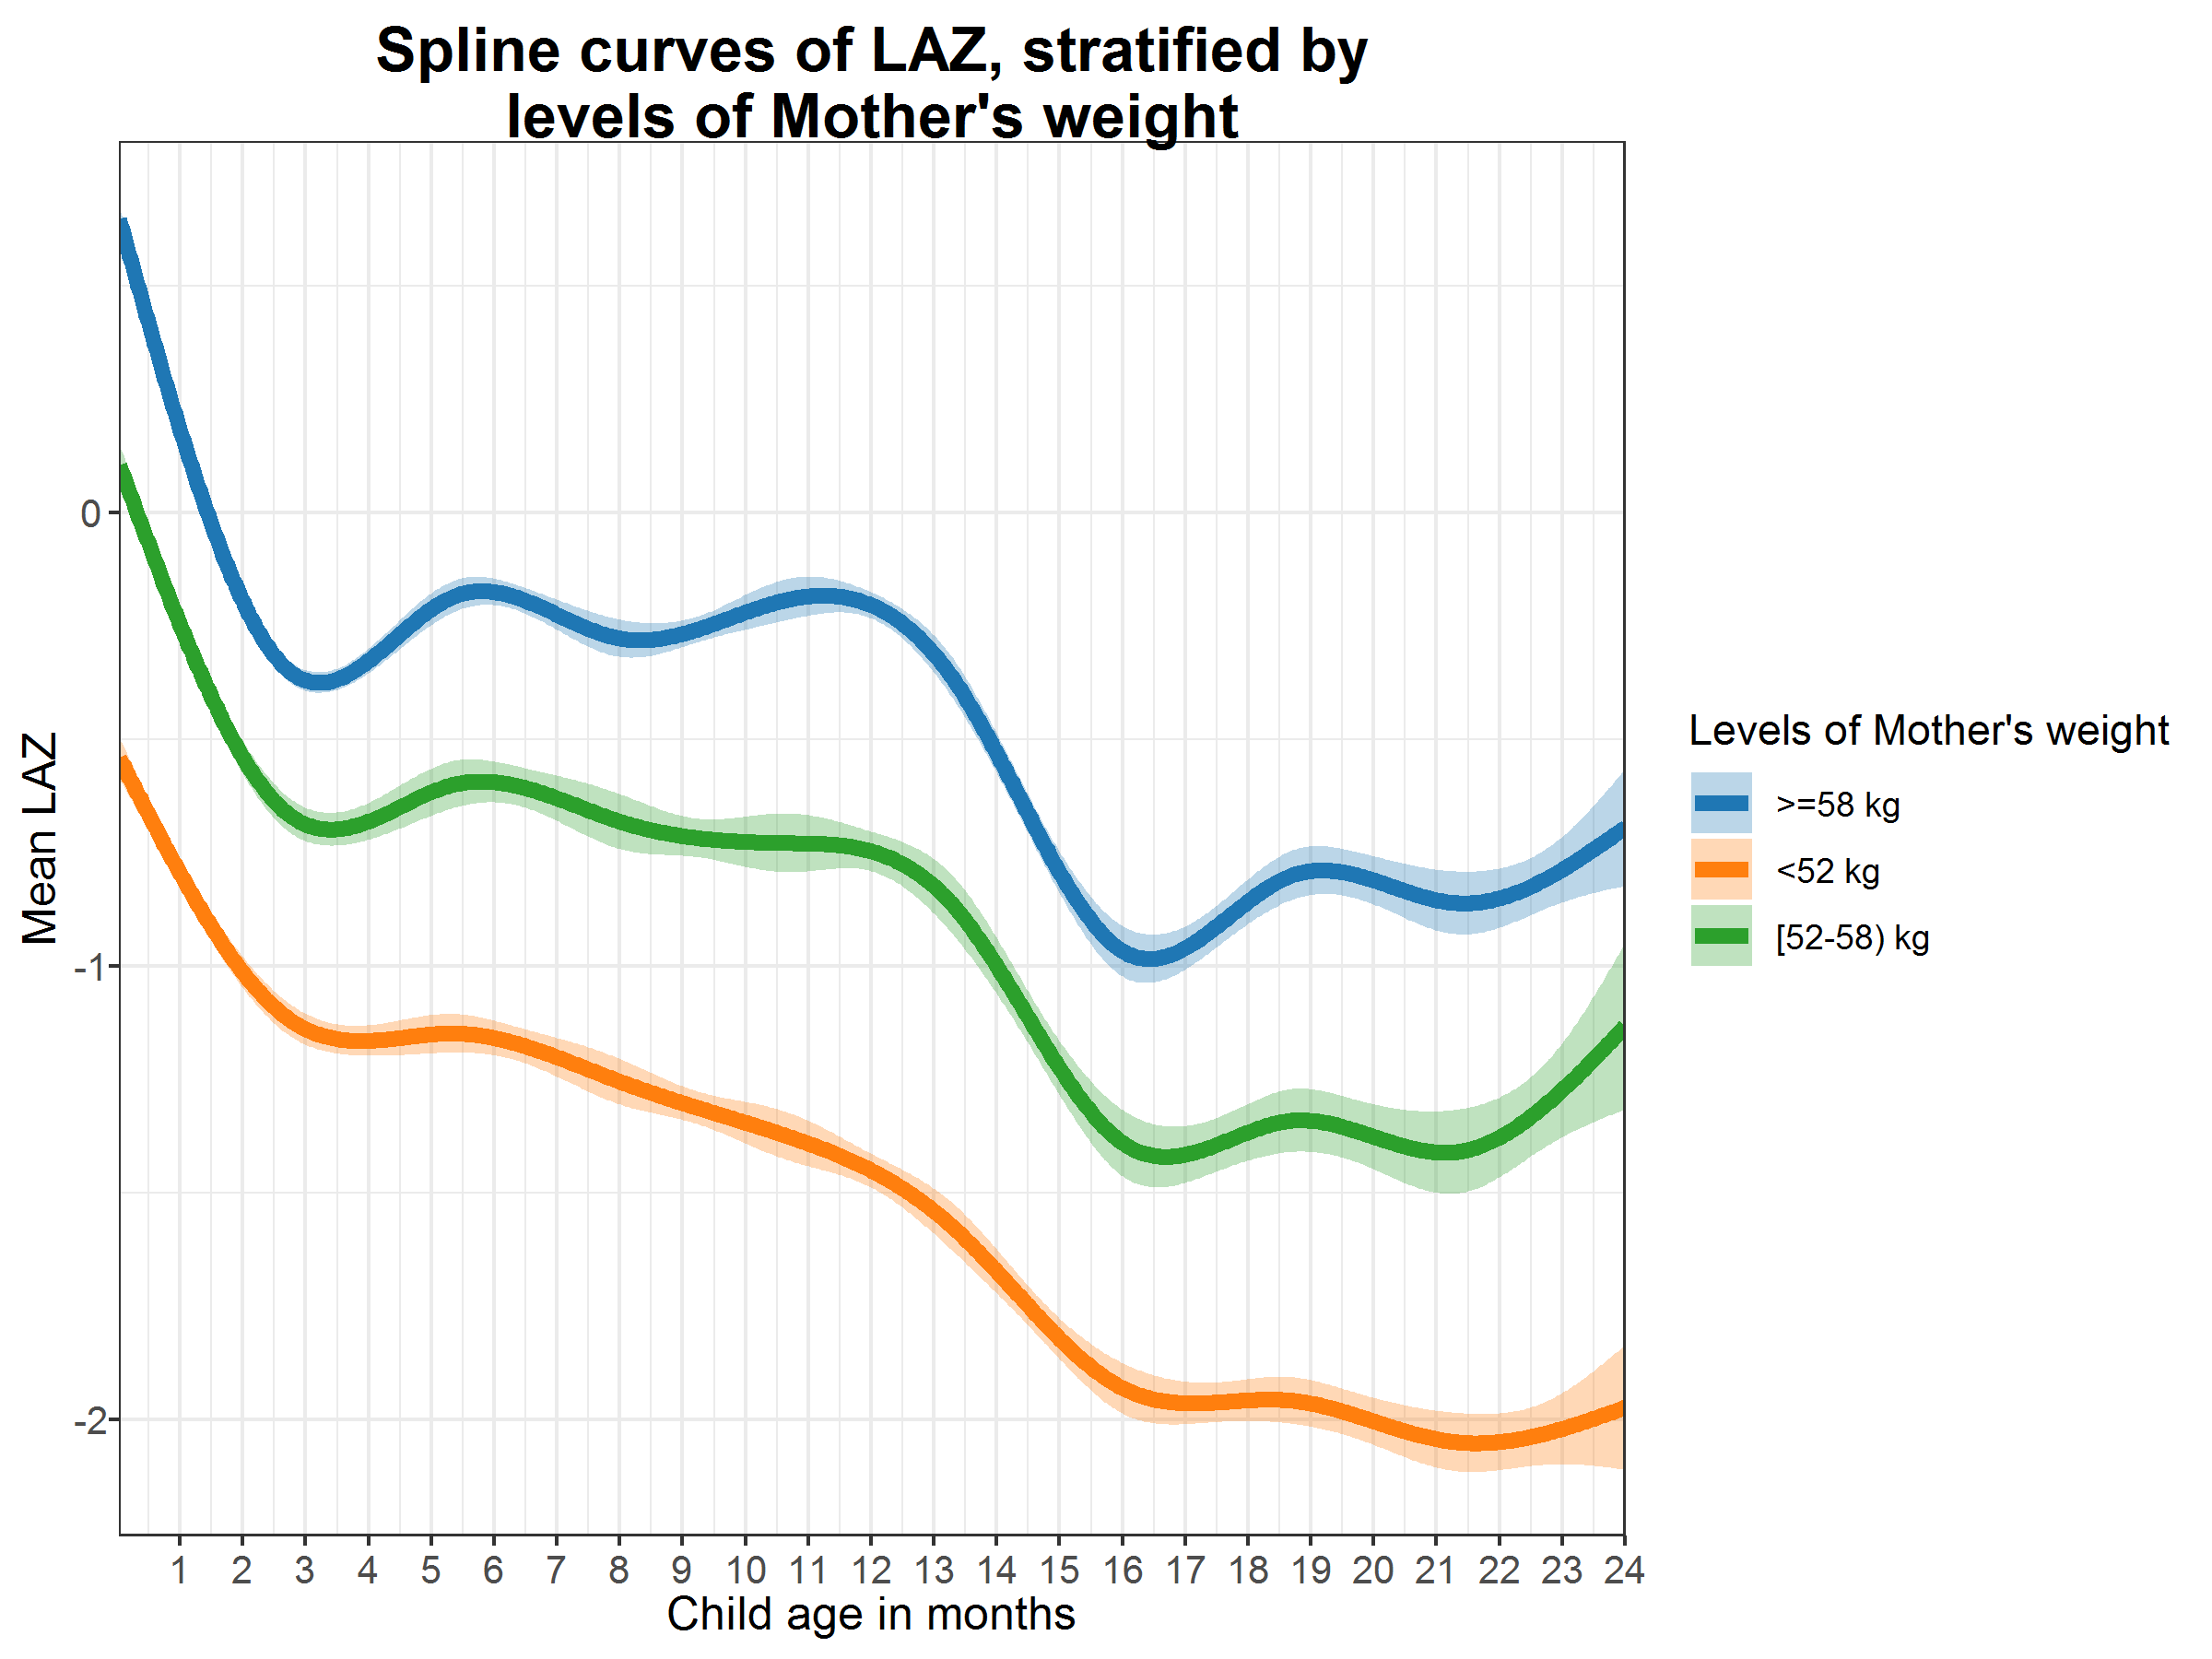 Spline curves of LAZ, stratified by
levels of Mother's weight
Mean LAZ
0
-1
-2
1 2 3 4 5 6 7 8 9 10 11 12 13 14 15 16 17 18 19 20 21 22 23 24
Child age in months
Levels of Mother's weight
>=58 kg
<52 kg
[52-58) kg